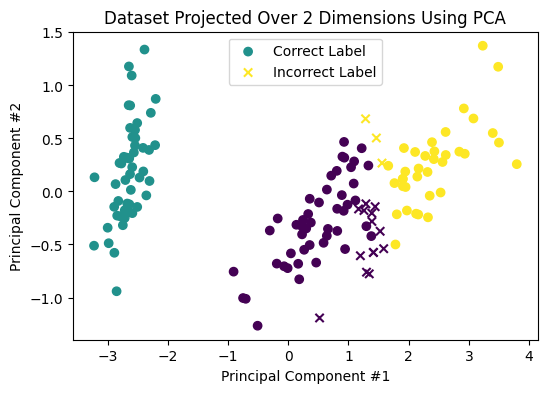 Dataset Projected Over 2 Dimensions Using PCA
Correct Label
Incorrect Label
1.5
1.0
0.5
0.0
−0.5
−1.0
Principal Component #2
−3
−2
−1
0
1
2
3
4
Principal Component #1